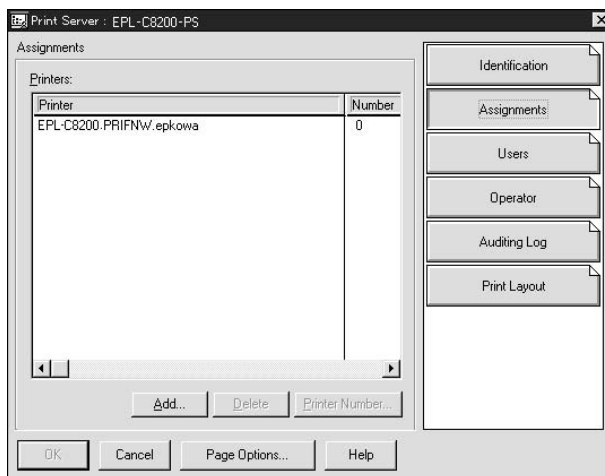 Print Server : EPL-C8200-PS
Assignments
Printers:
Printer Number
EPL-C8200.PRIFNW.epkowa 0
Add... Delete Printer Number...
OK Cancel Page Options... Help
Identification
Assignments
Users
Operator
Auditing Log
Print Layout